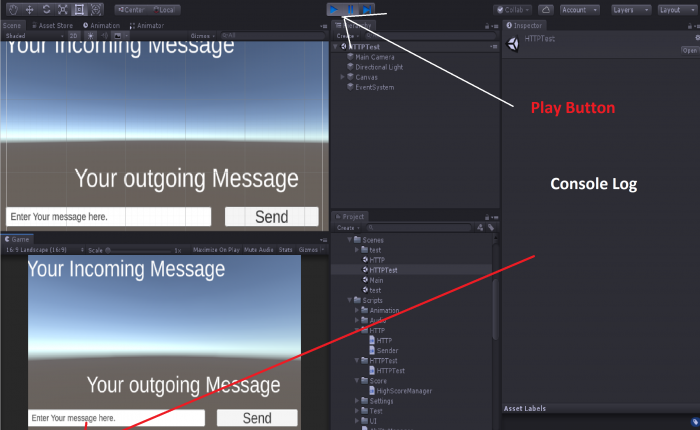 Center Local
Collab Account Layers Layout
Scene Asset Store Animation Animator
Shaded 2D Gizmos All
Create
HTTPTest
Main Camera
Directional Light
Canvas
EventSystem
Inspector
HTTPTest
Open
Your Incoming Message
Your outgoing Message
Enter Your message here.
Send
Play Button
Console Log
Game
16:9 Landscape (16:9) Scale 1x Maximize On Play Mute Audio Stats Gizmos
Your Incoming Message
Your outgoing Message
Enter Your message here.
Send
Project
Create
Scenes
test
HTTP
HTTPTest
Main
test
Scripts
Animation
Audio
HTTP
HTTP
Sender
HTTPTest
HTTPTest
Score
HighScoreManager
Settings
Text
UI
Asset Labels